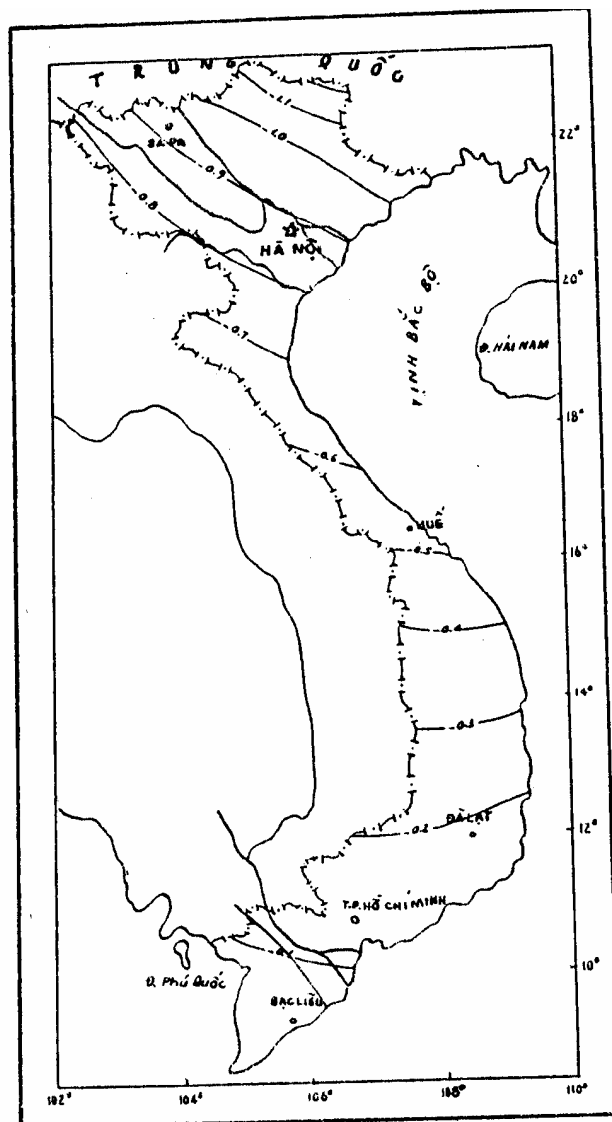 TRUNG QUỐC
-1.1
-1.0
22°
SA PA
-0.9
-0.8
HÀ NỘI
20°
VỊNH BẮC BỘ
-0.7
Đ. HẢI NAM
18°
-0.6
HUẾ
-0.5
16°
-0.4
14°
-0.3
ĐÀ LẠT
-0.2
12°
T.P. HỒ CHÍ MINH
10°
Đ. Phú Quốc
BẠC LIÊU
102°
104°
106°
108°
110°